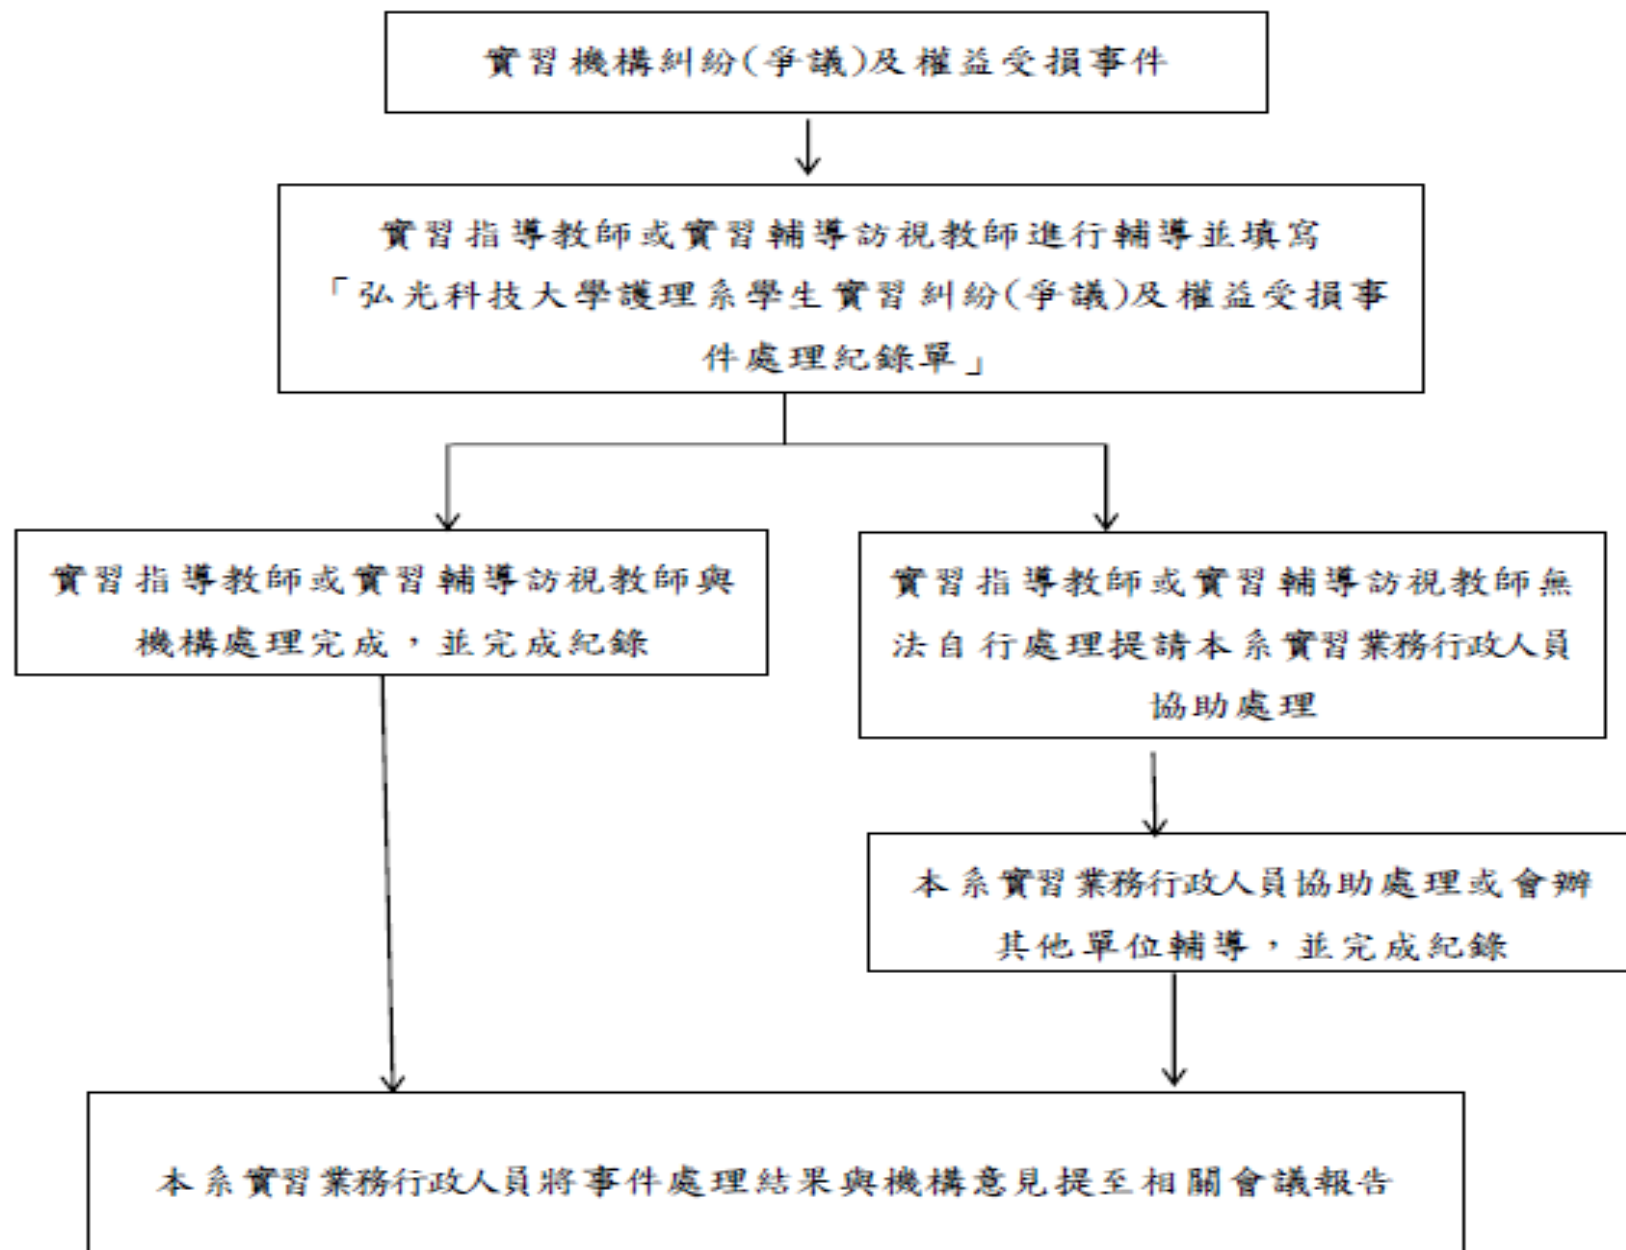 實習機構糾紛(爭議)及權益受損事件
實習指導教師或實習輔導訪視教師進行輔導並填寫
「弘光科技大學護理系學生實習糾紛(爭議)及權益受損事
件處理紀錄單」
實習指導教師或實習輔導訪視教師與
機構處理完成，並完成紀錄
實習指導教師或實習輔導訪視教師無
法自行處理提請本系實習業務行政人員
協助處理
本系實習業務行政人員協助處理或會辦
其他單位輔導，並完成紀錄
本系實習業務行政人員將事件處理結果與機構意見提至相關會議報告